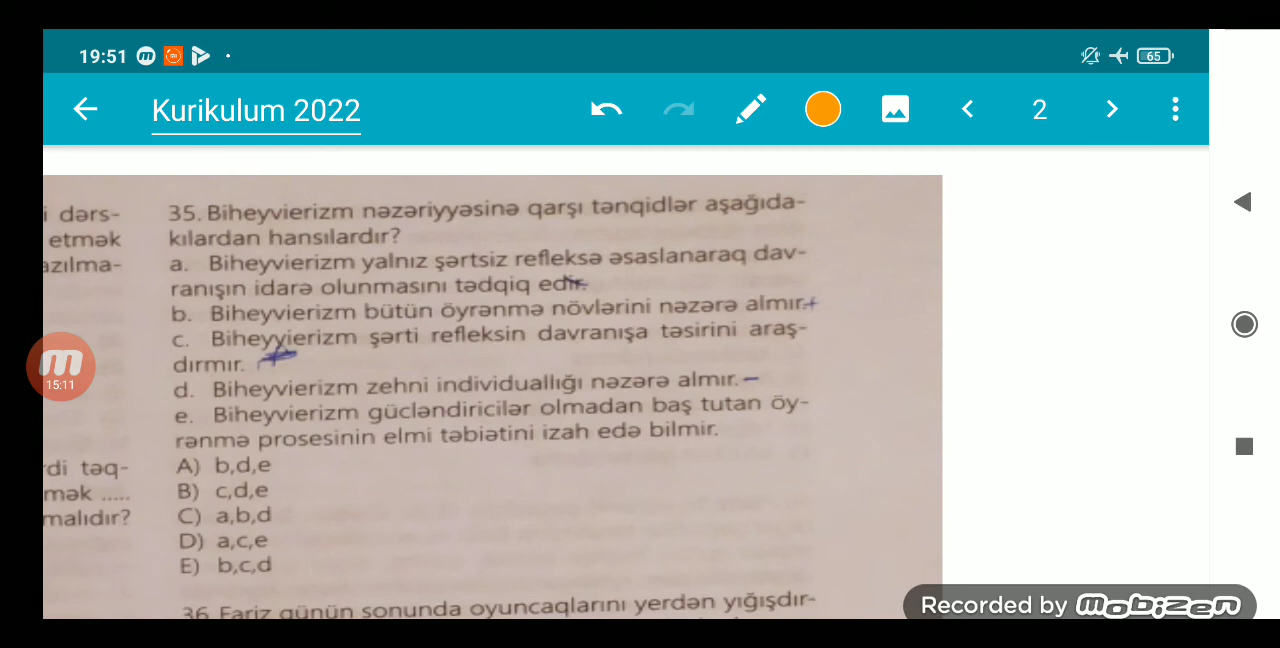 19:51
65
Kurikulum 2022
2
i dərs-
etmək
azılma-
35. Biheyvierizm nəzəriyyəsinə qarşı tənqidlər aşağıda-
kılardan hansılardır?
a. Biheyvierizm yalnız şərtsiz refleksə əsaslanaraq dav-
ranışın idarə olunmasını tədqiq edir.
b. Biheyvierizm bütün öyrənmə növlərini nəzərə almır.+
c. Biheyvierizm şərti refleksin davranışa təsirini araş-
dırmır.
d. Biheyvierizm zehni individuallığı nəzərə almır. –
e. Biheyvierizm gücləndiricilər olmadan baş tutan öy-
rənmə prosesinin elmi təbiətini izah edə bilmir.
A) b,d,e
B) c,d,e
C) a,b,d
D) a,c,e
E) b,c,d
di təq-
mək .....
malıdır?
36. Fariz günün sonunda oyuncaqlarını yerdən yığışdır-
15:11
Recorded by mobizen